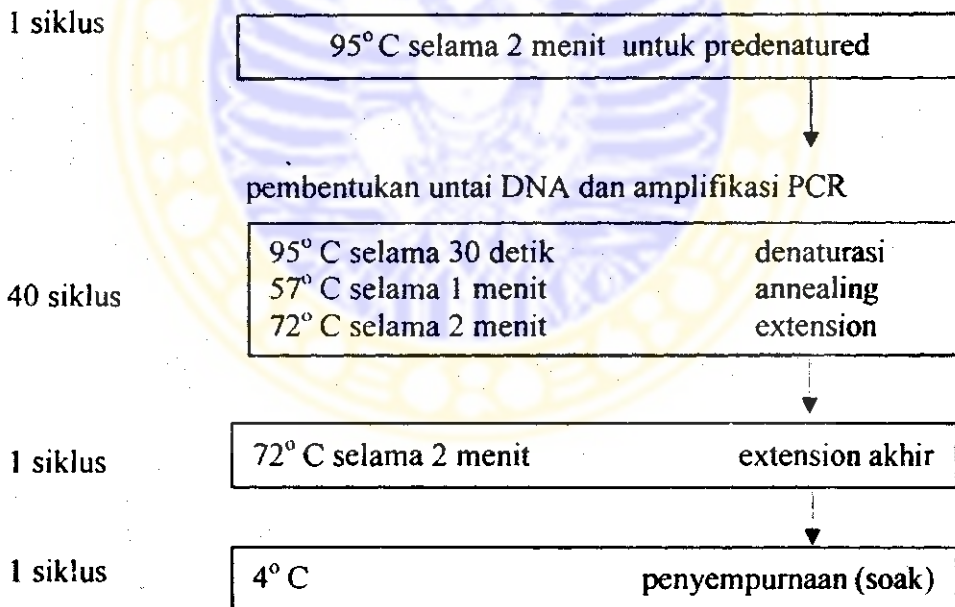 1 siklus
95° C selama 2 menit untuk predenatured
pembentukan untai DNA dan amplifikasi PCR
40 siklus
95° C selama 30 detik denaturasi
57° C selama 1 menit annealing
72° C selama 2 menit extension
1 siklus
72° C selama 2 menit extension akhir
1 siklus
4° C penyempurnaan (soak)